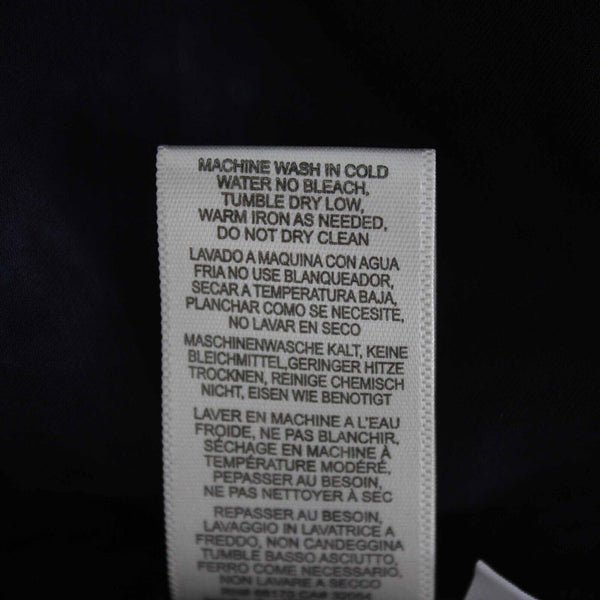 MACHINE WASH IN COLD
WATER NO BLEACH,
TUMBLE DRY LOW,
WARM IRON AS NEEDED,
DO NOT DRY CLEAN
LAVADO A MAQUINA CON AGUA
FRIA NO USE BLANQUEADOR,
SECAR A TEMPERATURA BAJA,
PLANCHAR COMO SE NECESITE,
NO LAVAR EN SECO
MASCHINENWASCHE KALT, KEINE
BLEICHMITTEL,GERINGER HITZE
TROCKNEN, REINIGE CHEMISCH
NICHT, EISEN WIE BENOTIGT
LAVER EN MACHINE A L'EAU
FROIDE, NE PAS BLANCHIR,
SÉCHAGE EN MACHINE À
TEMPÉRATURE MODÉRÉ,
PEPASSER AU BESOIN,
NE PAS NETTOYER À SEC
REPASSER AU BESOIN,
LAVAGGIO IN LAVATRICE A
FREDDO, NON CANDEGGINA
TUMBLE BASSO ASCIUTTO,
FERRO COME NECESSARIO,
NON LAVARE A SECCO